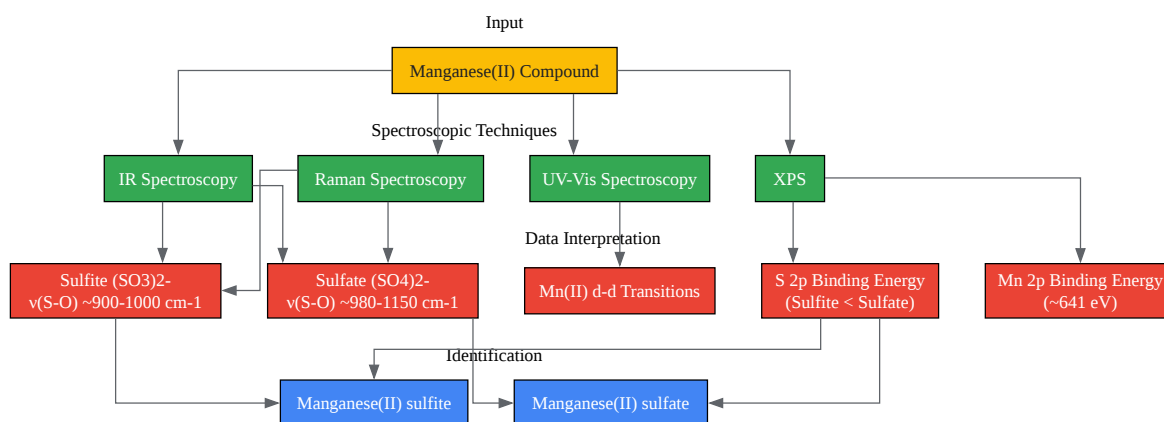 Input
Manganese(II) Compound
Spectroscopic Techniques
IR Spectroscopy
Raman Spectroscopy
UV-Vis Spectroscopy
XPS
Data Interpretation
Sulfite (SO3)2-
ν(S-O) ~900-1000 cm-1
Sulfate (SO4)2-
ν(S-O) ~980-1150 cm-1
Mn(II) d-d Transitions
S 2p Binding Energy
(Sulfite < Sulfate)
Mn 2p Binding Energy
(~641 eV)
Identification
Manganese(II) sulfite
Manganese(II) sulfate